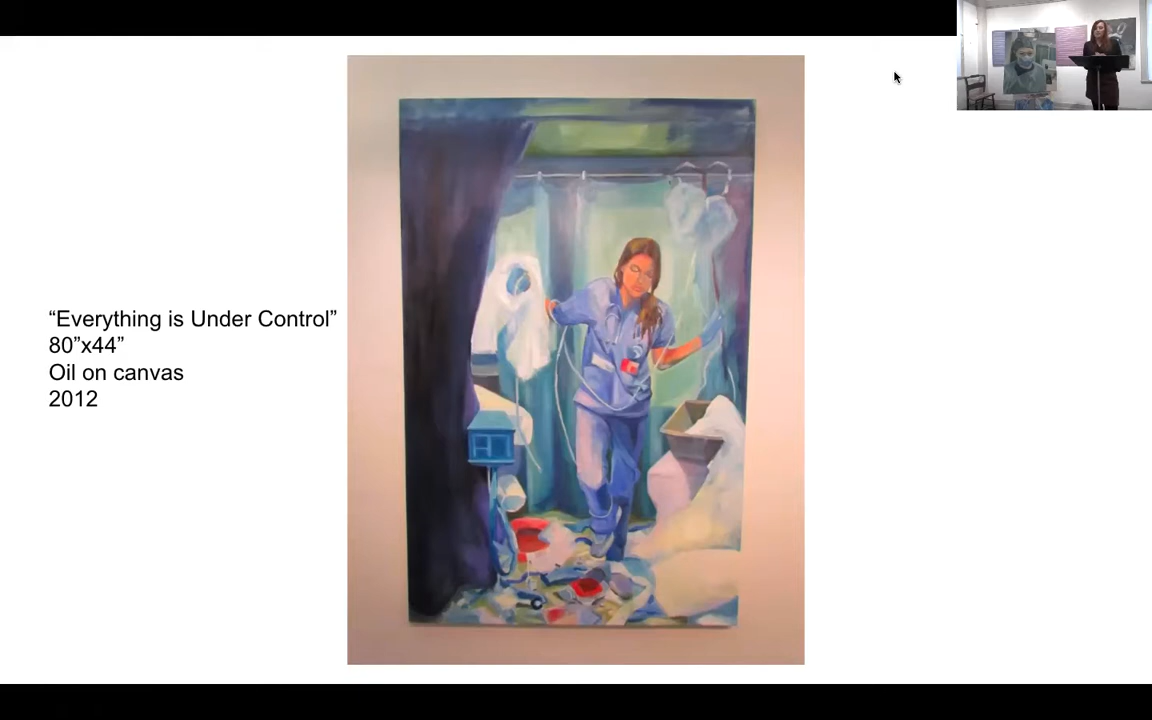 “Everything is Under Control”
80”x44”
Oil on canvas
2012